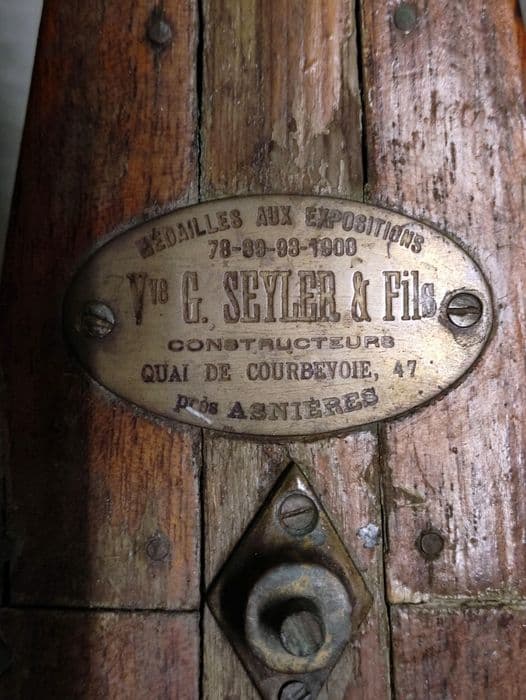 MÉDAILLES AUX EXPOSITIONS
78-89-93-1900
Vve G. SEYLER & Fils
CONSTRUCTEURS
QUAI DE COURBEVOIE, 47
près ASNIÈRES